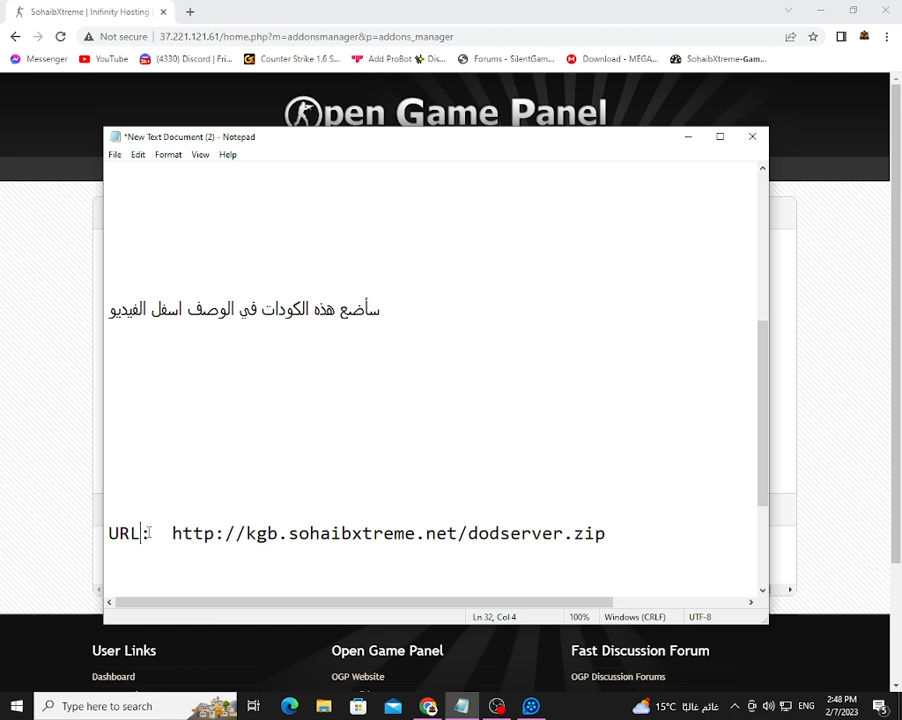 SohaibXtreme | Inifinity Hosting
Not secure
37.221.121.61/home.php?m=addonsmanager&p=addons_manager
Messenger
YouTube
(4330) Discord | Fri...
Counter Strike 1.6 S...
Add ProBot ✨ Dis...
Forums - SilentGam...
Download - MEGA...
SohaibXtreme-Gam...
Open Game Panel
*New Text Document (2) - Notepad
File Edit Format View Help
سأضع هذه الكودات في الوصف اسفل الفيديو
URL: http://kgb.sohaibxtreme.net/dodserver.zip
Ln 32, Col 4
100%
Windows (CRLF)
UTF-8
User Links
Open Game Panel
Fast Discussion Forum
Dashboard
OGP Website
OGP Discussion Forums
Type here to search
15°C غائم غالبًا
ENG
2:48 PM
2/7/2023
5